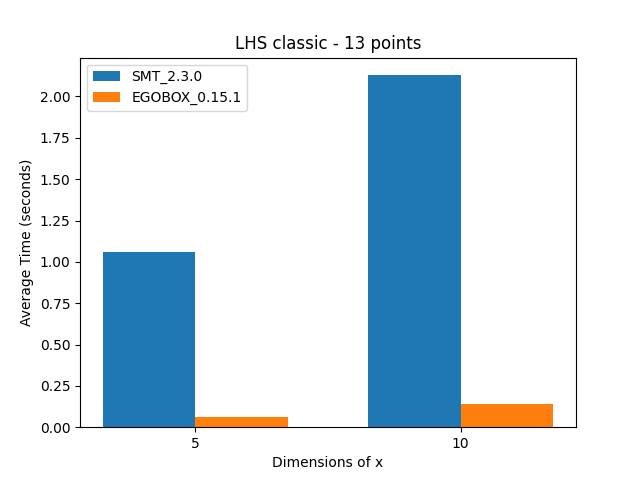 LHS classic - 13 points
SMT_2.3.0
EGOBOX_0.15.1
Average Time (seconds)
2.00
1.75
1.50
1.25
1.00
0.75
0.50
0.25
0.00
5
10
Dimensions of x